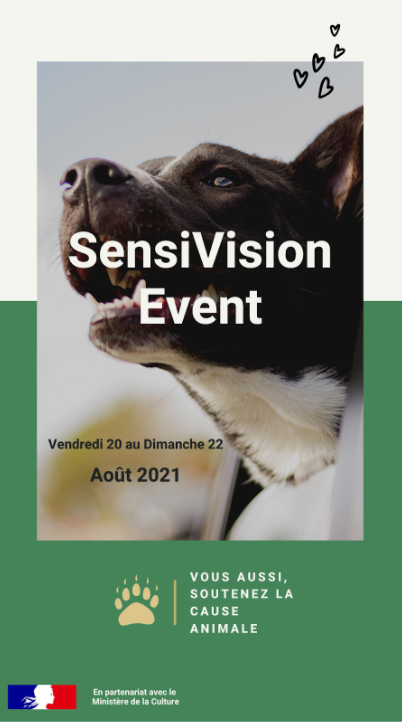 SensiVision
Event
Vendredi 20 au Dimanche 22
Août 2021
VOUS AUSSI,
SOUTENEZ LA
CAUSE
ANIMALE
En partenariat avec le
Ministère de la Culture